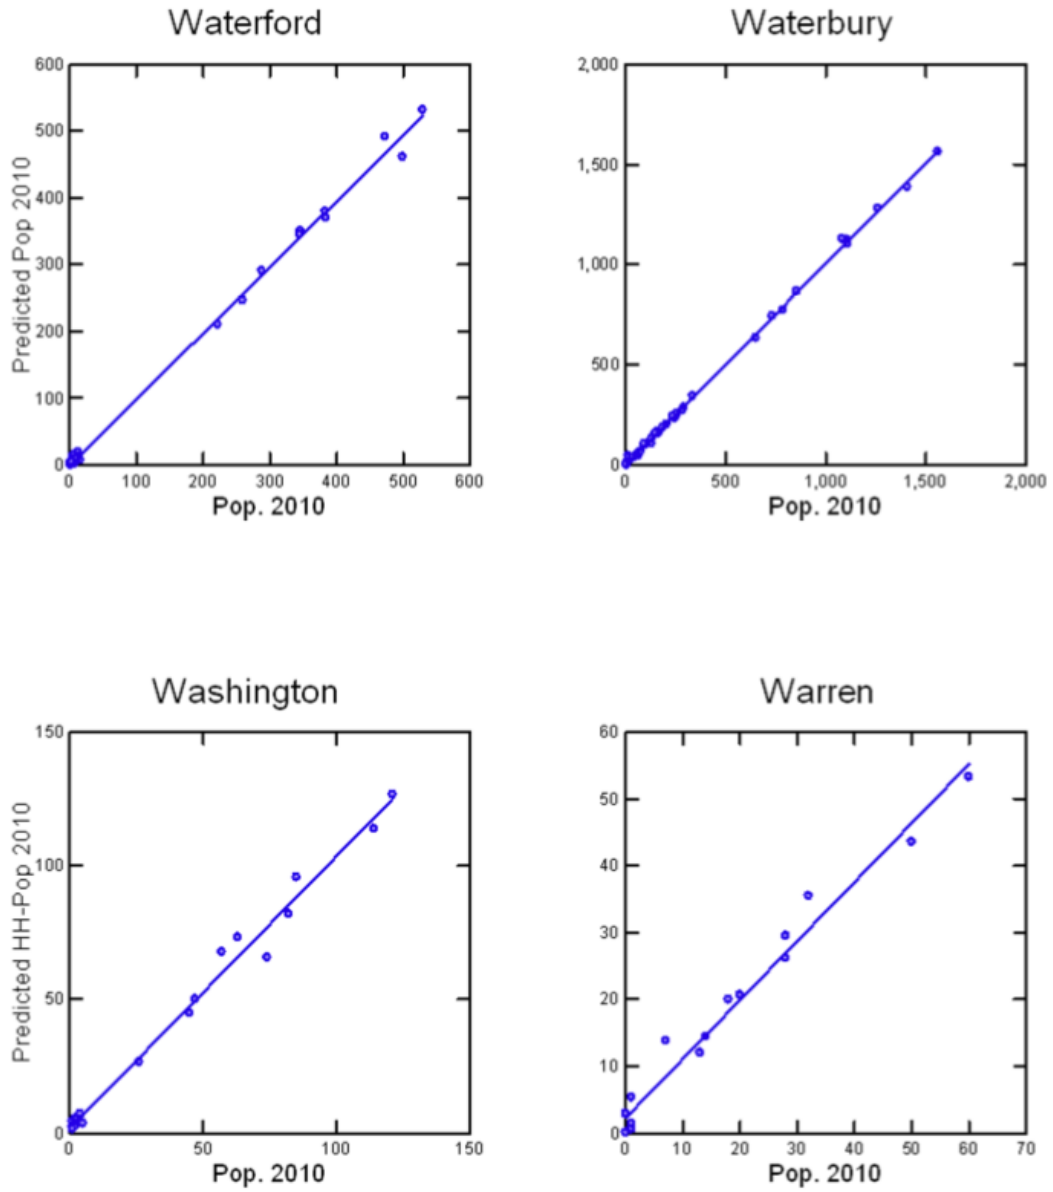 Waterford
600
500
400
300
200
100
0
Predicted Pop 2010
0 100 200 300 400 500 600
Pop. 2010
Waterbury
2,000
1,500
1,000
500
0
0 500 1,000 1,500 2,000
Pop. 2010
Washington
150
100
50
0
Predicted HH-Pop 2010
0 50 100 150
Pop. 2010
Warren
60
50
40
30
20
10
0
0 10 20 30 40 50 60 70
Pop. 2010